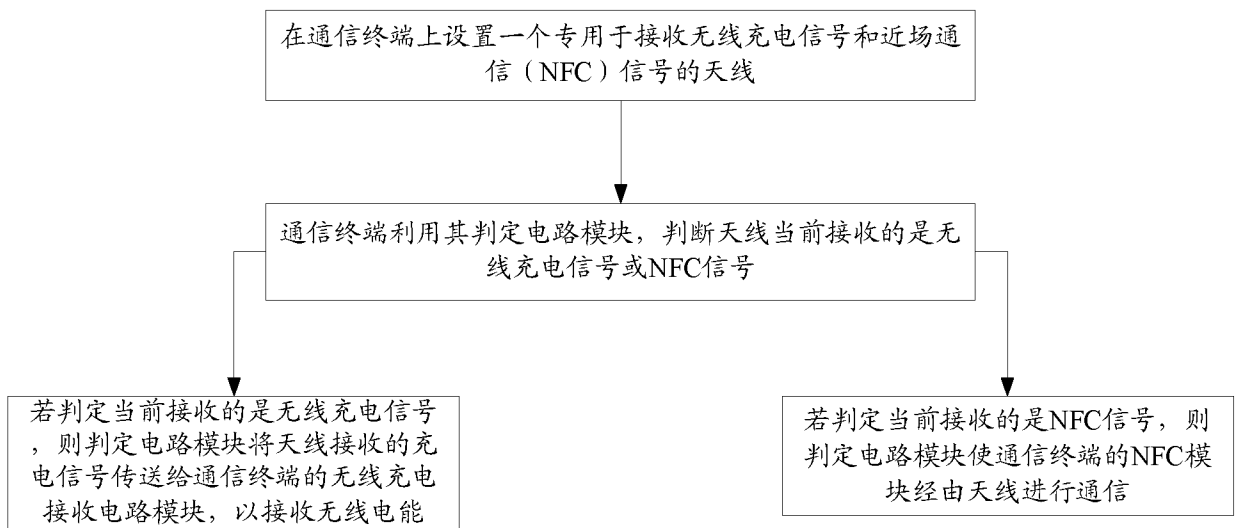 在通信终端上设置一个专用于接收无线充电信号和近场通
信（NFC）信号的天线
通信终端利用其判定电路模块，判断天线当前接收的是无
线充电信号或NFC信号
若判定当前接收的是无线充电信号
，则判定电路模块将天线接收的充
电信号传送给通信终端的无线充电
接收电路模块，以接收无线电能
若判定当前接收的是NFC信号，则
判定电路模块使通信终端的NFC模
块经由天线进行通信